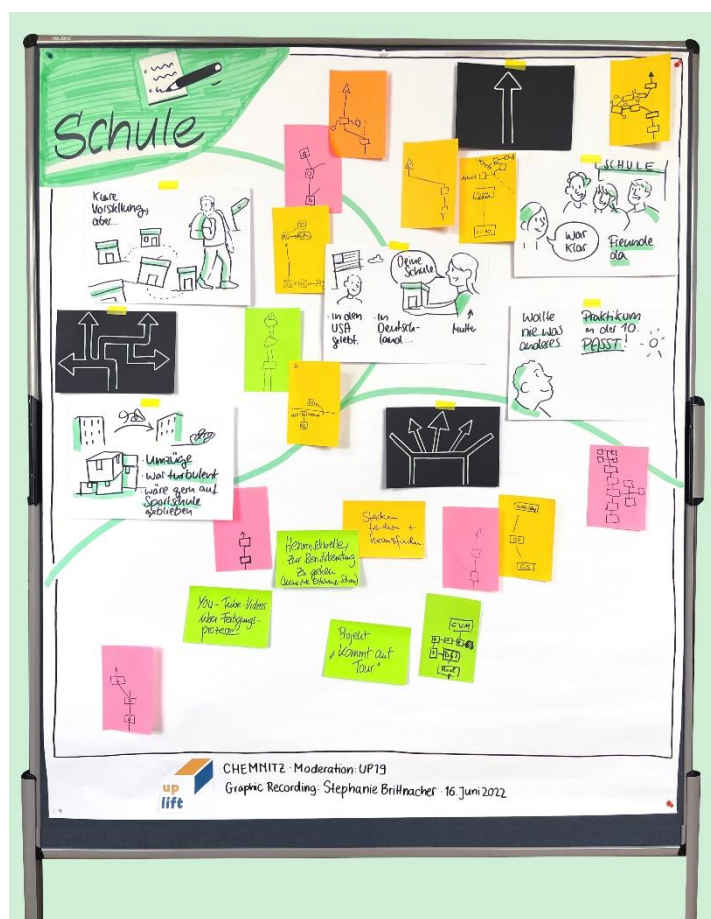 Schule
SCHULE
War
klar
Freunde
da
Klare
Vorstellung,
aber...
Deine
Schule
in den
USA
gelebt.
in
Deutsch-
land...
Mutter
Wollte
nie was
anderes
Praktikum
in der 10.
PASST!
Umzüge
War turbulent
wäre gern auf
Sportschule
geblieben
Stärken
finden +
herausfinden
Hemmschwelle,
zur Berufsberatung
zu gehen
You-Tube-Videos
über Fertigungs-
prozesse
Projekt
"Kommt auf
Tour"
GS
up
lift
CHEMNITZ · Moderation: UP19
Graphic Recording: Stephanie Brittnacher · 16. Juni 2022